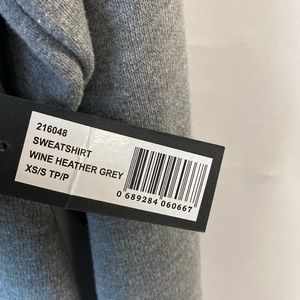 216048
SWEATSHIRT
WINE HEATHER GREY
XS/S TP/P
0 689284 060667